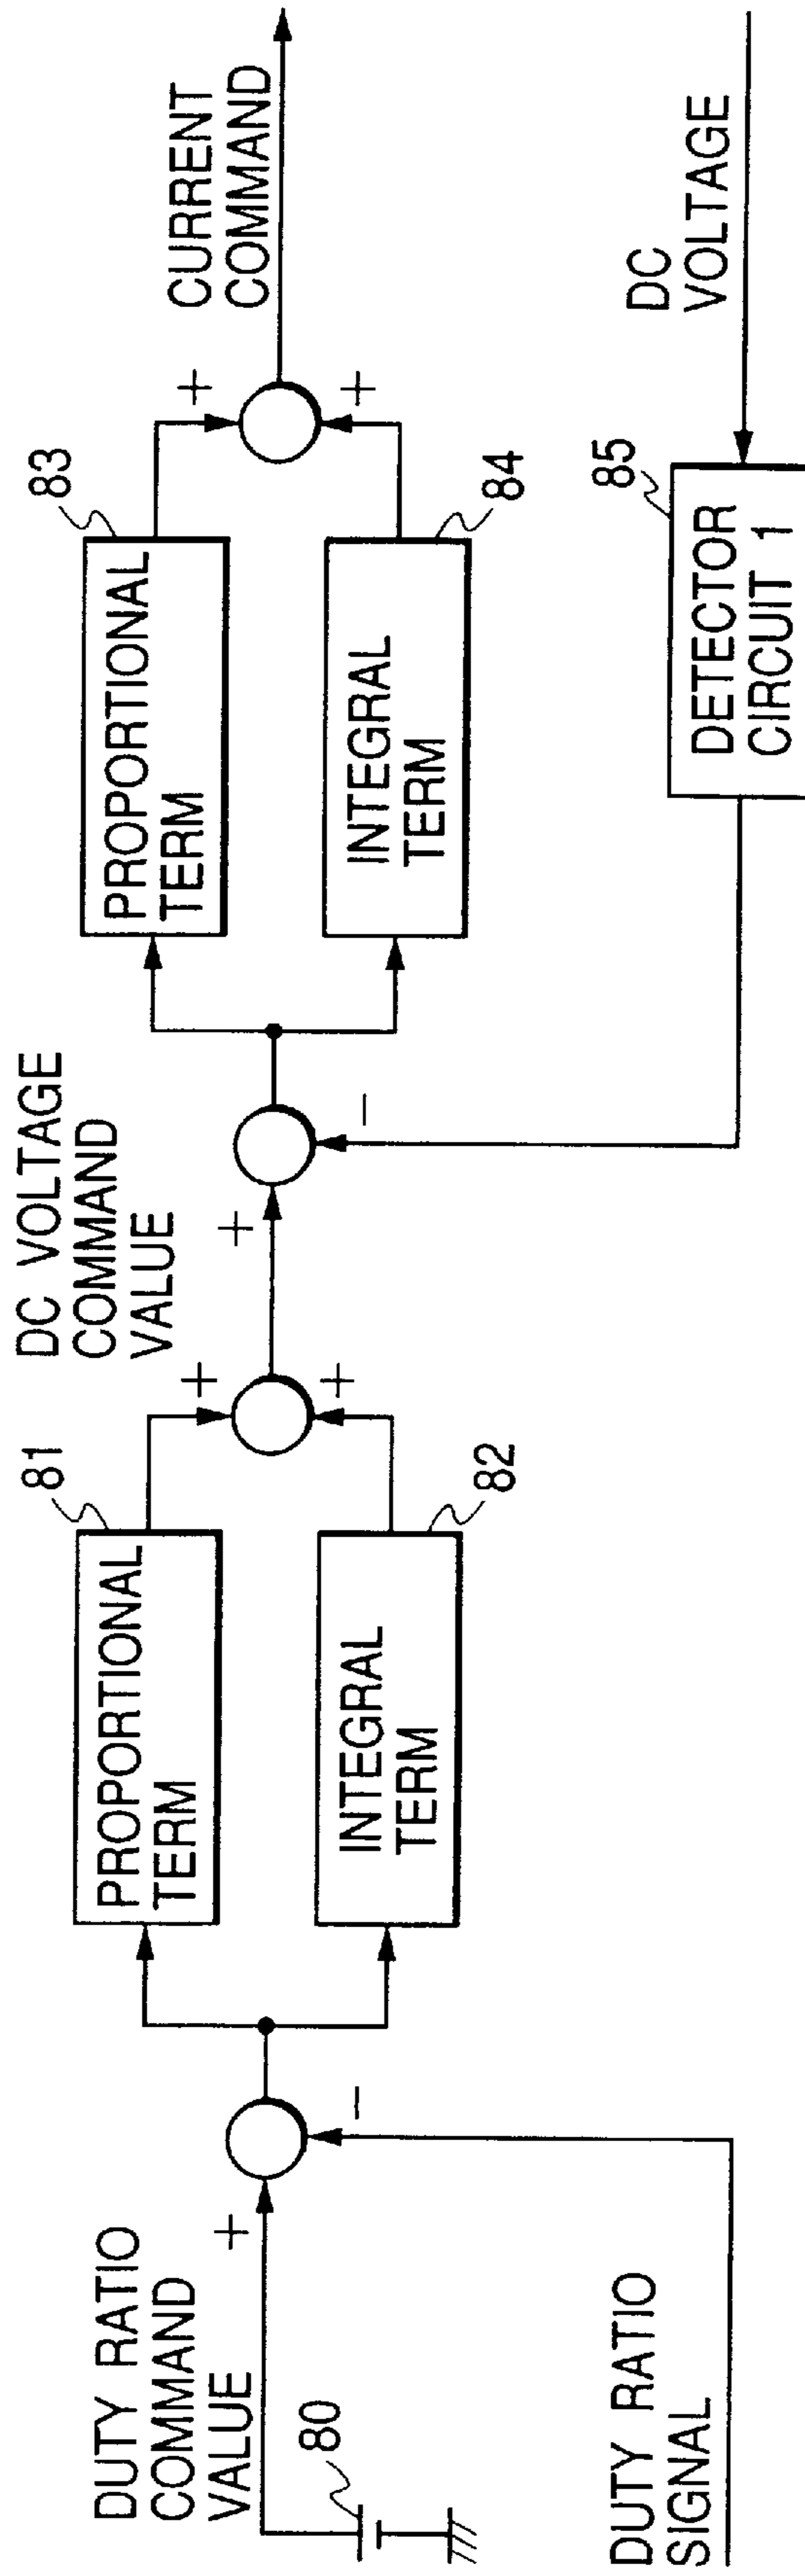 DUTY RATIO
COMMAND
VALUE
80
DUTY RATIO
SIGNAL
+
−
81
PROPORTIONAL
TERM
82
INTEGRAL
TERM
+
+
DC VOLTAGE
COMMAND
VALUE
+
−
83
PROPORTIONAL
TERM
84
INTEGRAL
TERM
+
+
CURRENT
COMMAND
85
DETECTOR
CIRCUIT 1
DC
VOLTAGE